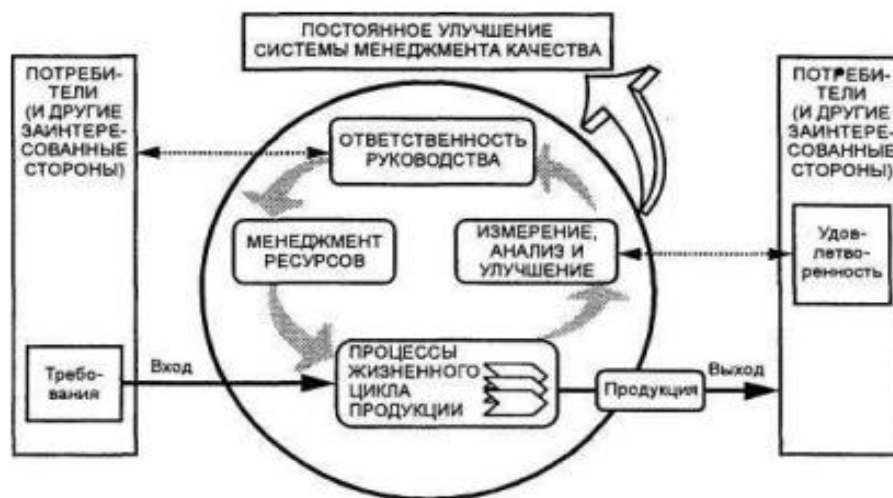 ПОСТОЯННОЕ УЛУЧШЕНИЕ
СИСТЕМЫ МЕНЕДЖМЕНТА КАЧЕСТВА
ПОТРЕБИ-
ТЕЛИ
(И ДРУГИЕ
ЗАИНТЕРЕ-
СОВАННЫЕ
СТОРОНЫ)
ОТВЕТСТВЕННОСТЬ
РУКОВОДСТВА
ПОТРЕБИ-
ТЕЛИ
(И ДРУГИЕ
ЗАИНТЕРЕ-
СОВАННЫЕ
СТОРОНЫ)
МЕНЕДЖМЕНТ
РЕСУРСОВ
ИЗМЕРЕНИЕ,
АНАЛИЗ И
УЛУЧШЕНИЕ
Удов-
летво-
ренность
Требо-
вания
Вход
ПРОЦЕССЫ
ЖИЗНЕННОГО
ЦИКЛА
ПРОДУКЦИИ
Продукция
Выход